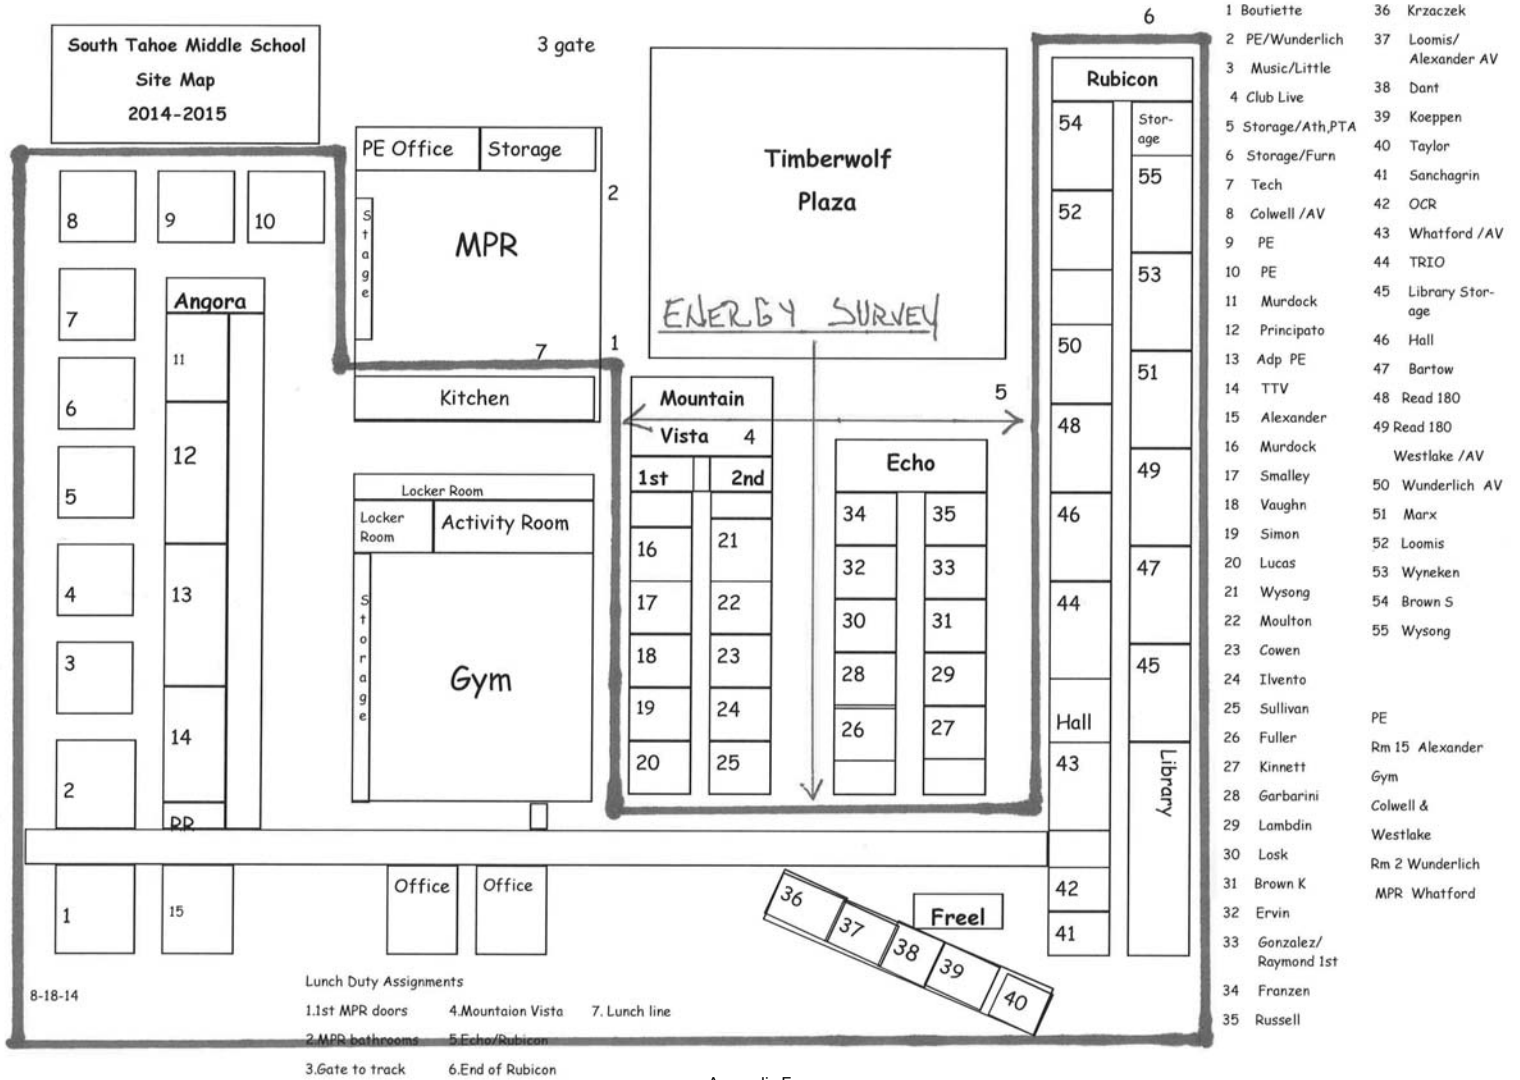 South Tahoe Middle School
Site Map
2014-2015
3 gate
6
PE Office
Storage
Stage
MPR
2
1
7
Kitchen
Timberwolf
Plaza
ENERGY SURVEY
5
Rubicon
54
Stor-
age
55
52
53
50
51
48
49
46
47
44
45
Hall
43
Library
42
41
8
9
10
7
6
5
4
3
2
1
Angora
11
12
13
14
RR
15
Locker Room
Locker
Room
Activity Room
Storage
Gym
Mountain
Vista 4
1st
2nd
16
21
17
22
18
23
19
24
20
25
Echo
34
35
32
33
30
31
28
29
26
27
Office
Office
Freel
36
37
38
39
40
8-18-14
Lunch Duty Assignments
1.1st MPR doors
4.Mountaion Vista
7. Lunch line
2.MPR bathrooms
5.Echo/Rubicon
3.Gate to track
6.End of Rubicon
1 Boutiette
2 PE/Wunderlich
3 Music/Little
4 Club Live
5 Storage/Ath,PTA
6 Storage/Furn
7 Tech
8 Colwell /AV
9 PE
10 PE
11 Murdock
12 Principato
13 Adp PE
14 TTV
15 Alexander
16 Murdock
17 Smalley
18 Vaughn
19 Simon
20 Lucas
21 Wysong
22 Moulton
23 Cowen
24 Ilvento
25 Sullivan
26 Fuller
27 Kinnett
28 Garbarini
29 Lambdin
30 Losk
31 Brown K
32 Ervin
33 Gonzalez/
Raymond 1st
34 Franzen
35 Russell
36 Krzaczek
37 Loomis/
Alexander AV
38 Dant
39 Koeppen
40 Taylor
41 Sanchagrin
42 OCR
43 Whatford /AV
44 TRIO
45 Library Stor-
age
46 Hall
47 Bartow
48 Read 180
49 Read 180
Westlake /AV
50 Wunderlich AV
51 Marx
52 Loomis
53 Wyneken
54 Brown S
55 Wysong
PE
Rm 15 Alexander
Gym
Colwell &
Westlake
Rm 2 Wunderlich
MPR Whatford